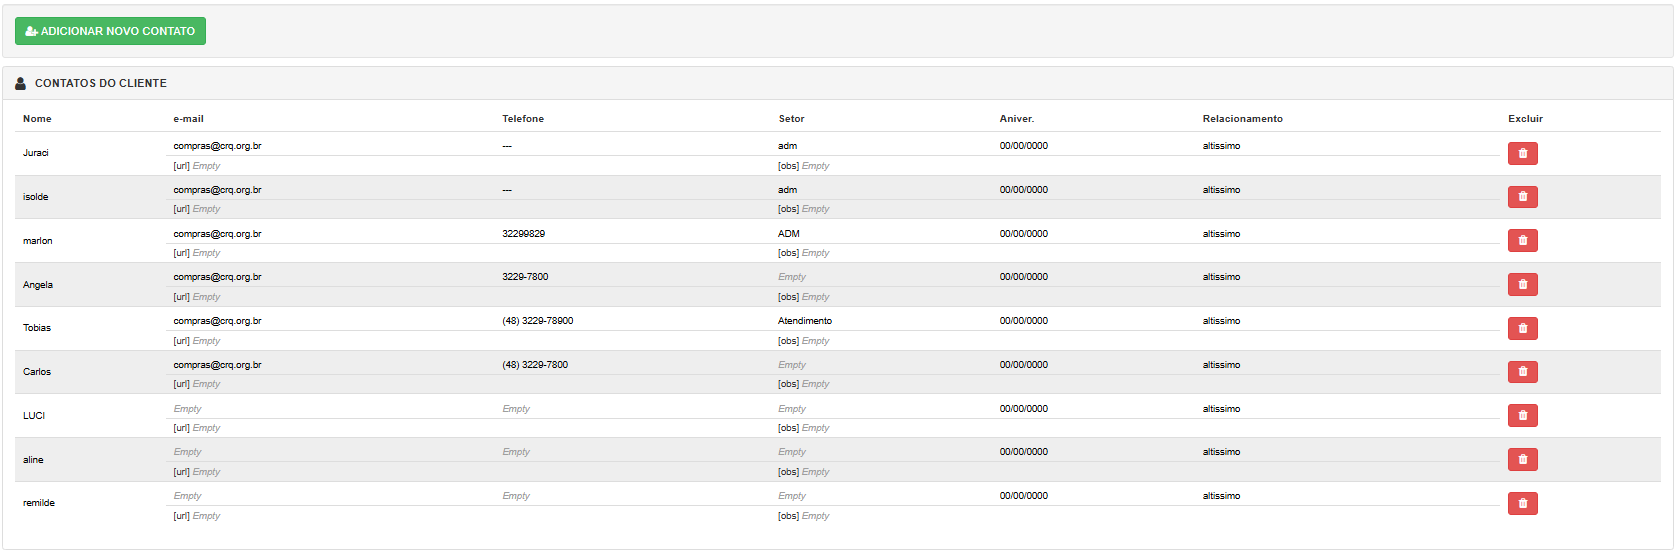 ADICIONAR NOVO CONTATO
CONTATOS DO CLIENTE
Nome e-mail Telefone Setor Aniver. Relacionamento Excluir
Juraci compras@crq.org.br --- adm 00/00/0000 altissimo
[url] Empty [obs] Empty
isolde compras@crq.org.br --- adm 00/00/0000 altissimo
[url] Empty [obs] Empty
marlon compras@crq.org.br 32299829 ADM 00/00/0000 altissimo
[url] Empty [obs] Empty
Angela compras@crq.org.br 3229-7800 Empty 00/00/0000 altissimo
[url] Empty [obs] Empty
Tobias compras@crq.org.br (48) 3229-78900 Atendimento 00/00/0000 altissimo
[url] Empty [obs] Empty
Carlos compras@crq.org.br (48) 3229-7800 Empty 00/00/0000 altissimo
[url] Empty [obs] Empty
LUCI Empty Empty Empty 00/00/0000 altissimo
[url] Empty [obs] Empty
aline Empty Empty Empty 00/00/0000 altissimo
[url] Empty [obs] Empty
remilde Empty Empty Empty 00/00/0000 altissimo
[url] Empty [obs] Empty